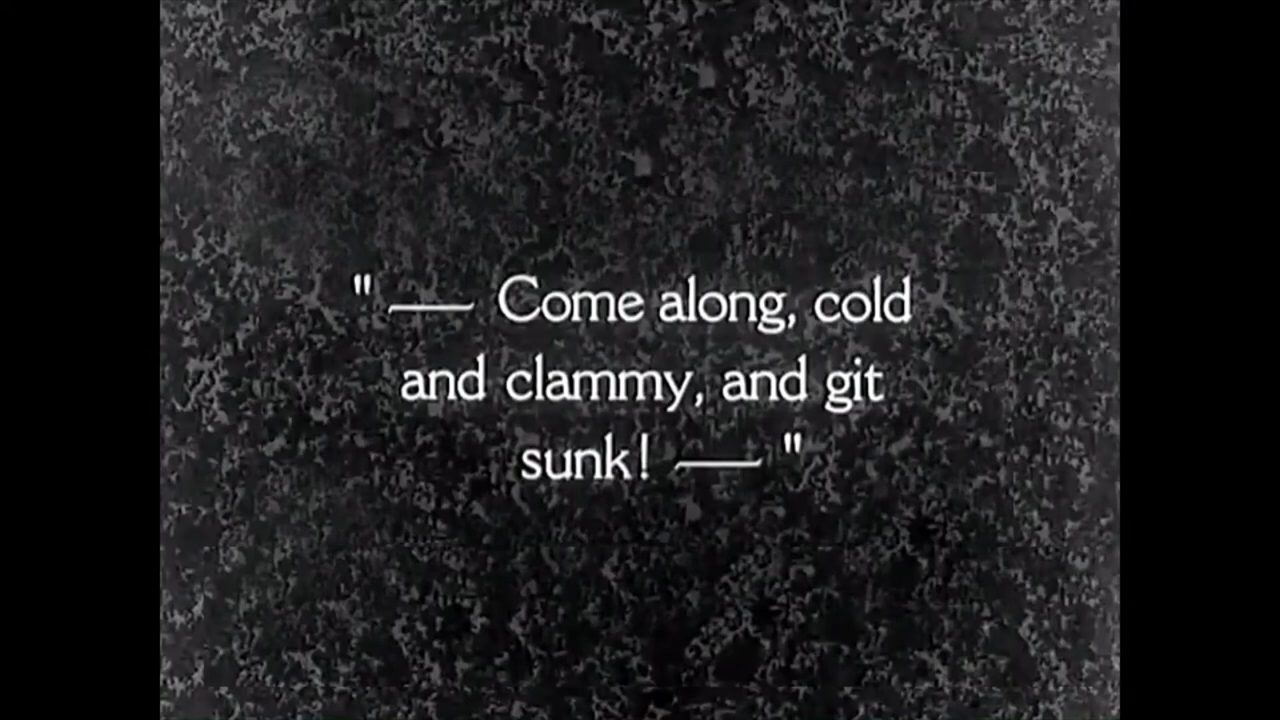 "— Come along, cold
and clammy, and git
sunk! —"